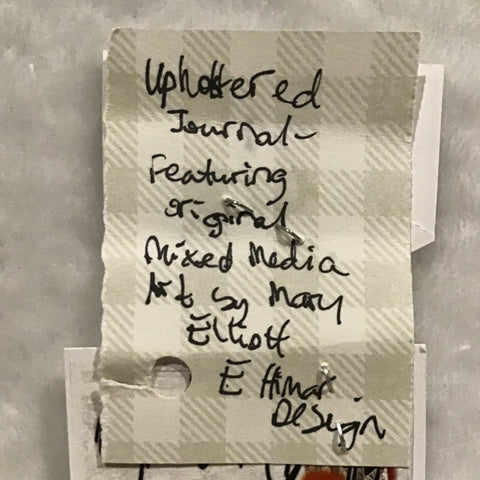 Upholstered
Journal-
Featuring
original
Mixed Media
Art by Mary
Elliott
Design